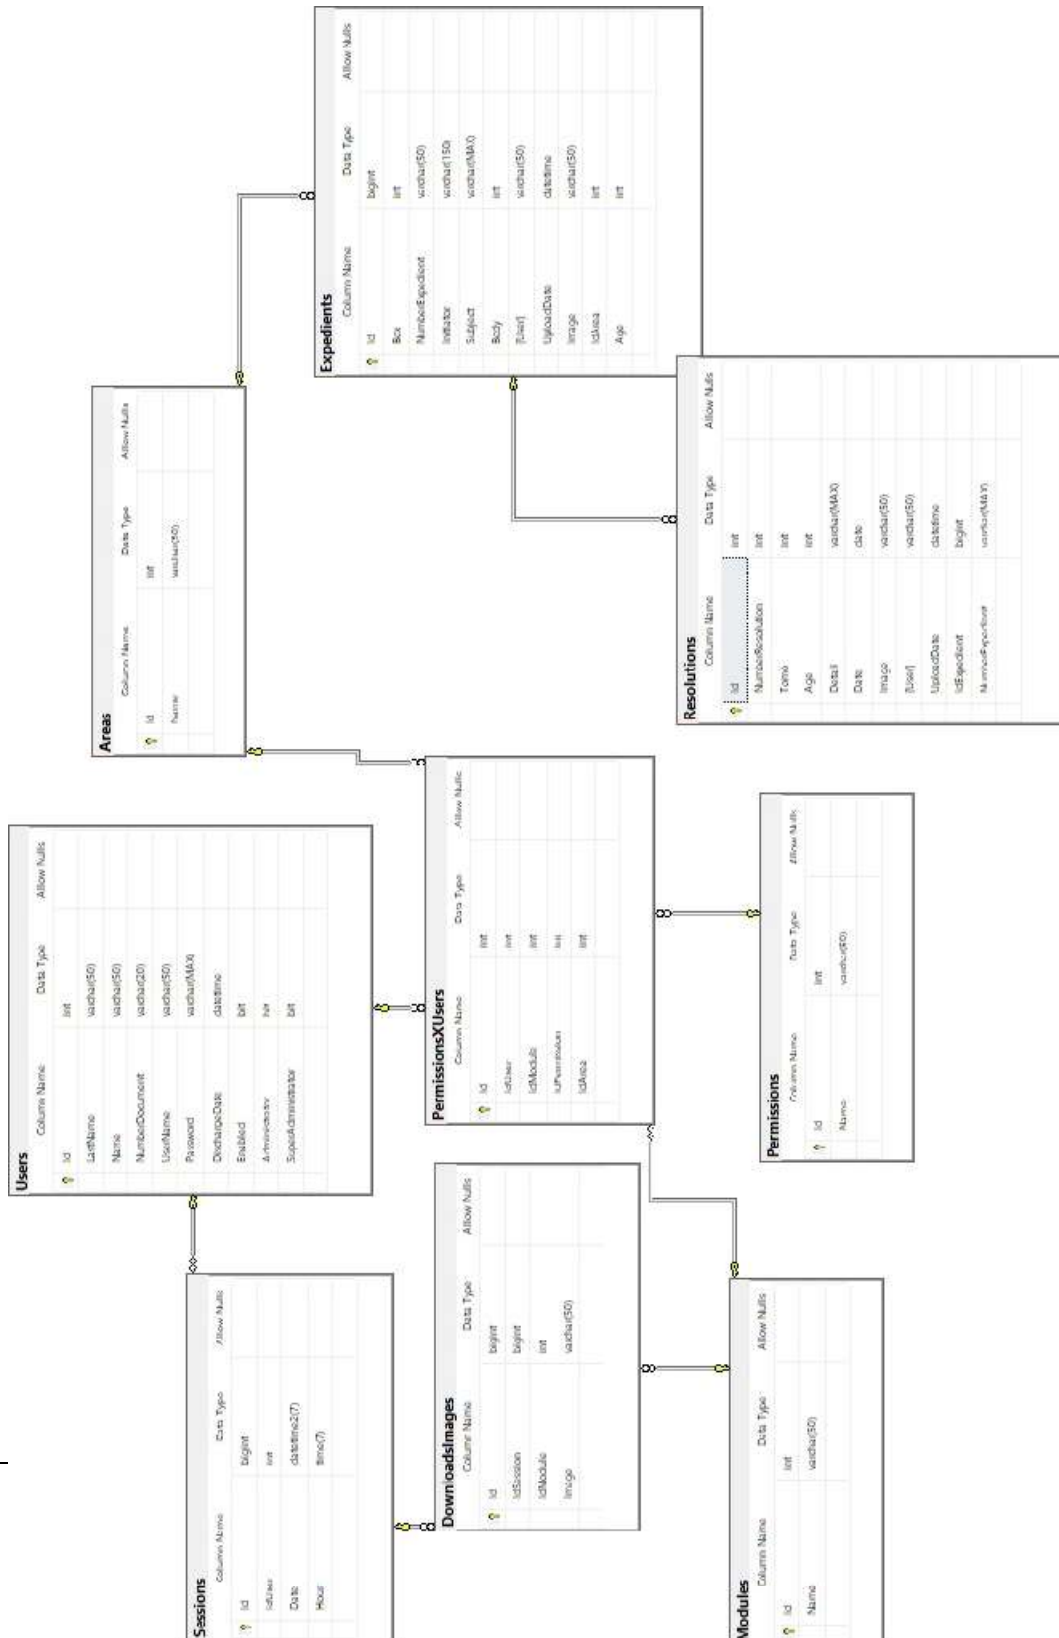 Sessions
Column Name Data Type Allow Nulls
Id bigint
IdUser int
Date datetime2(7)
Hour time(7)
Users
Column Name Data Type Allow Nulls
Id int
LastName varchar(50)
Name varchar(50)
NumberDocument varchar(20)
UserName varchar(50)
Password varchar(MAX)
DischargeDate datetime
Enabled bit
Administrator bit
SuperAdministrator bit
Areas
Column Name Data Type Allow Nulls
Id int
Name varchar(50)
Expedients
Column Name Data Type Allow Nulls
Id bigint
Box int
NumberExpedient varchar(50)
Initiator varchar(150)
Subject varchar(MAX)
Body int
[User] varchar(50)
UploadDate datetime
Image varchar(50)
IdArea int
Age int
DownloadsImages
Column Name Data Type Allow Nulls
Id bigint
IdSession bigint
IdModule int
Image varchar(50)
PermissionsXUsers
Column Name Data Type Allow Nulls
Id int
IdUser int
IdModule int
IdPermission int
IdArea int
Resolutions
Column Name Data Type Allow Nulls
Id int
NumberResolution int
Tome int
Age int
Detail varchar(MAX)
Date date
Image varchar(50)
[User] varchar(50)
UploadDate datetime
IdExpedient bigint
NumberExpedient varchar(MAX)
Modules
Column Name Data Type Allow Nulls
Id int
Name varchar(50)
Permissions
Column Name Data Type Allow Nulls
Id int
Name varchar(50)